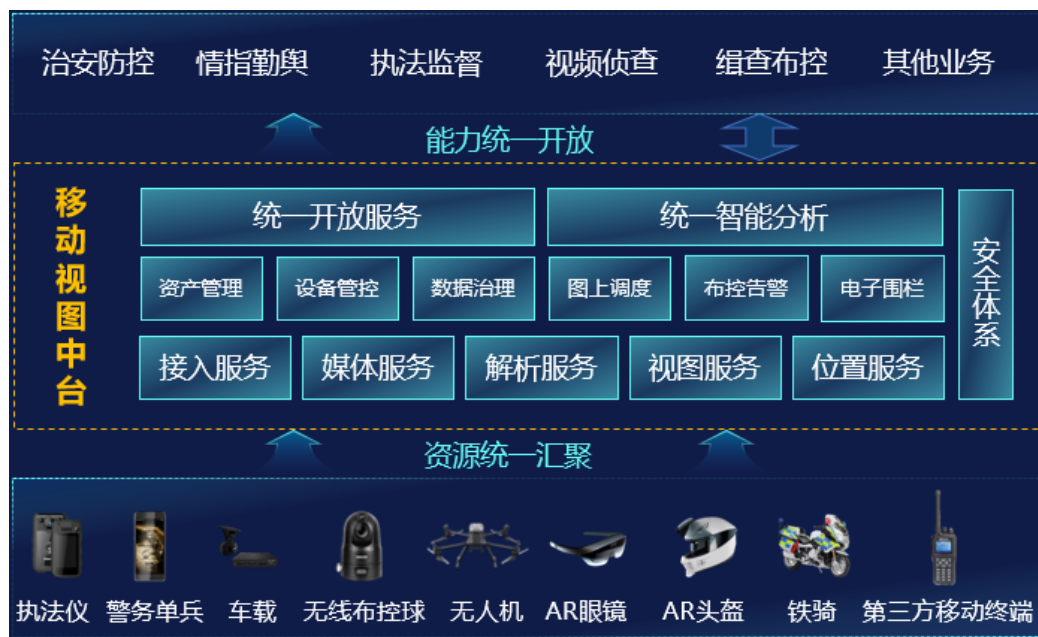 治安防控 情指勤舆 执法监督 视频侦查 缉查布控 其他业务
能力统一开放
移动视图中台
统一开放服务 统一智能分析
安全体系
资产管理 设备管控 数据治理 图上调度 布控告警 电子围栏
接入服务 媒体服务 解析服务 视图服务 位置服务
资源统一汇聚
执法仪 警务单兵 车载 无线布控球 无人机 AR眼镜 AR头盔 铁骑 第三方移动终端